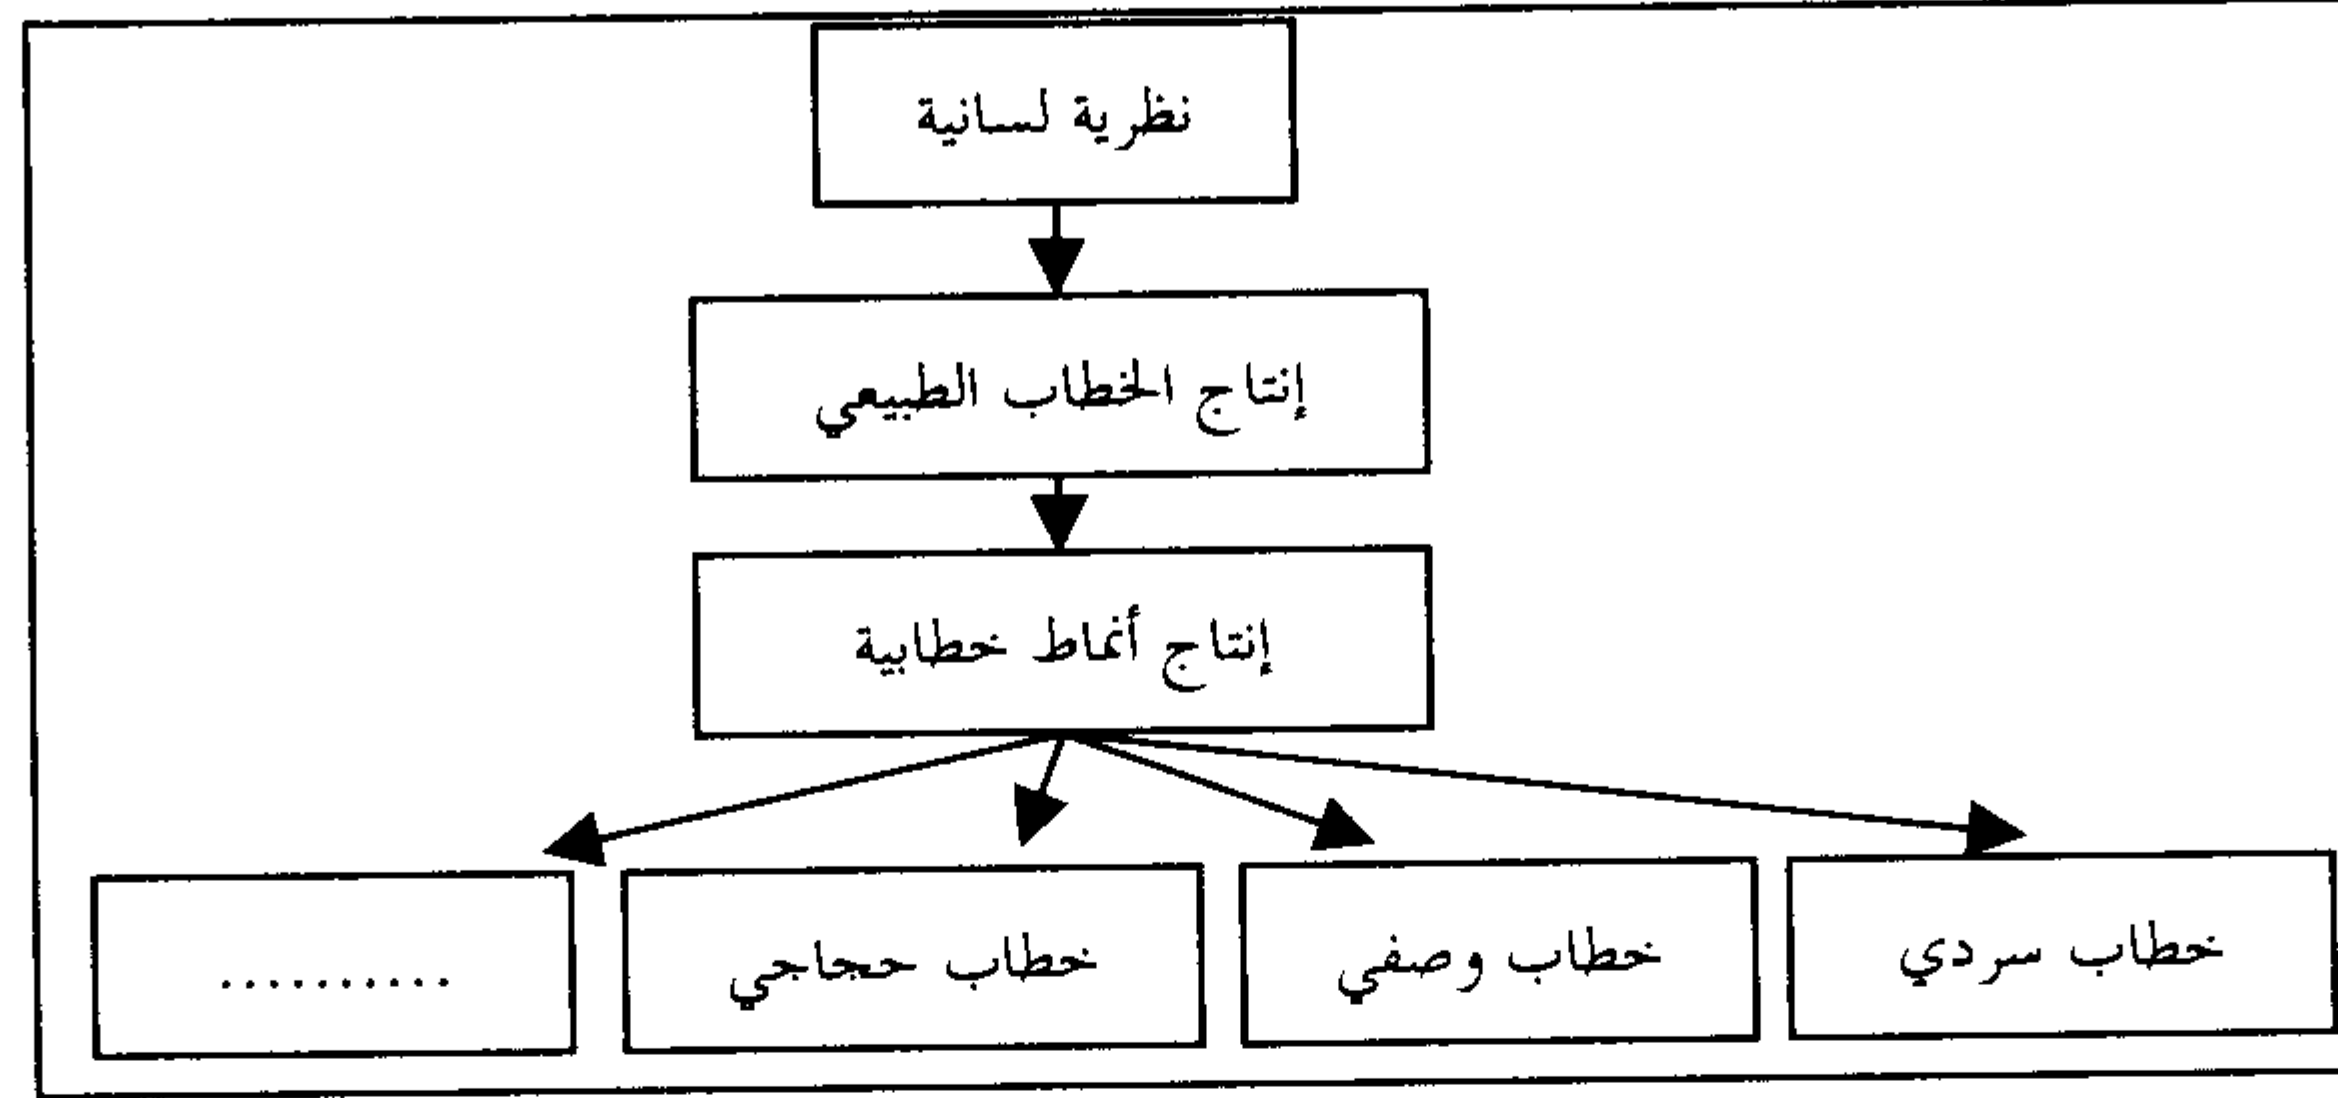 نظرية لسانية
إنتاج الخطاب الطبيعي
إنتاج أنماط خطابية
خطاب سردي
خطاب وصفي
خطاب حجاجي
..........